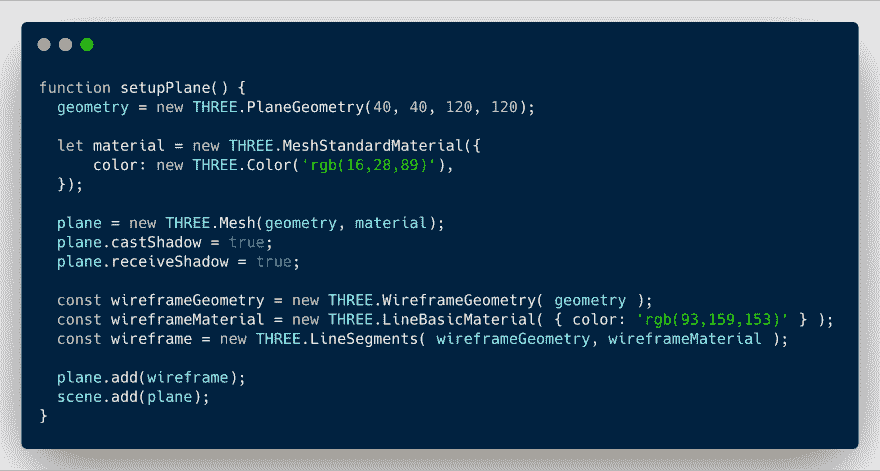 function setupPlane() {
  geometry = new THREE.PlaneGeometry(40, 40, 120, 120);
  let material = new THREE.MeshStandardMaterial({
      color: new THREE.Color('rgb(16,28,89)'),
  });
  plane = new THREE.Mesh(geometry, material);
  plane.castShadow = true;
  plane.receiveShadow = true;
  const wireframeGeometry = new THREE.WireframeGeometry( geometry );
  const wireframeMaterial = new THREE.LineBasicMaterial( { color: 'rgb(93,159,153)' } );
  const wireframe = new THREE.LineSegments( wireframeGeometry, wireframeMaterial );
  plane.add(wireframe);
  scene.add(plane);
}